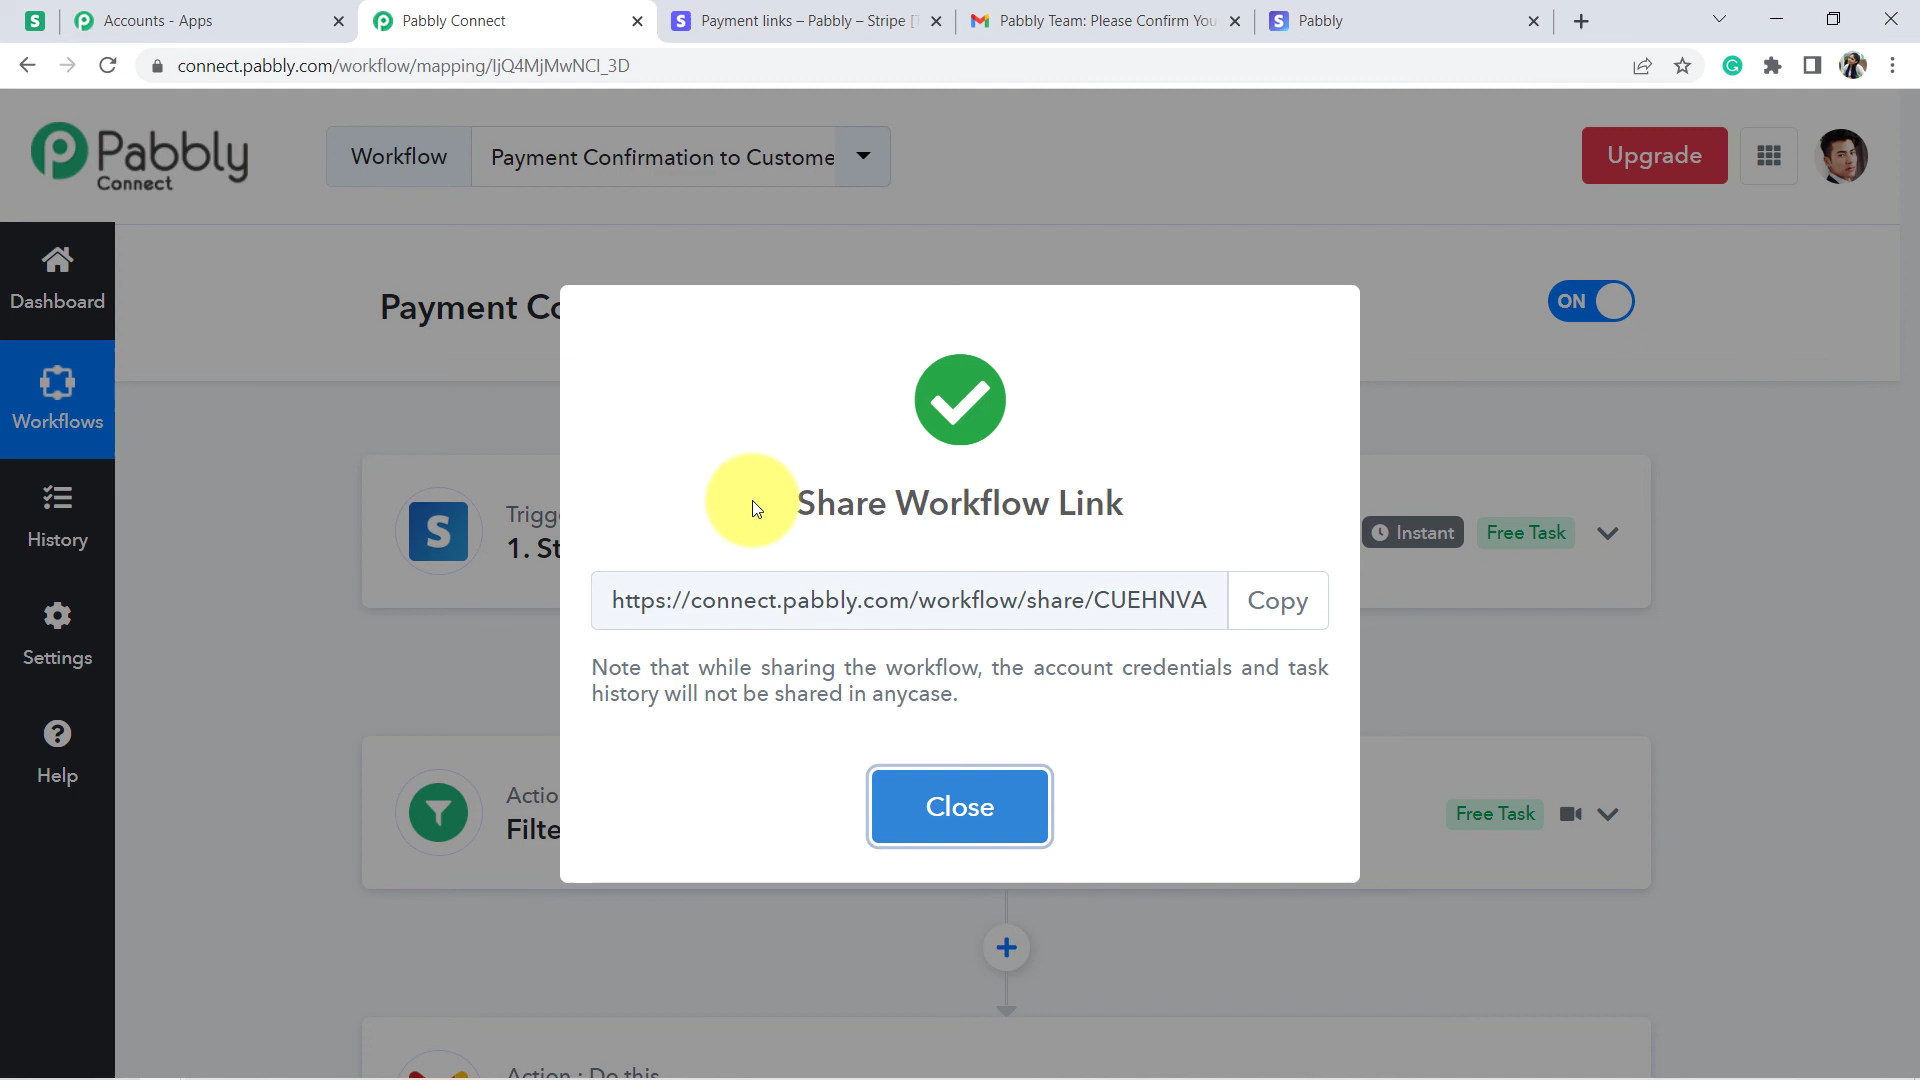 S
Accounts - Apps
Pabbly Connect
S Payment links – Pabbly – Stripe [T
Pabbly Team: Please Confirm You
S Pabbly
connect.pabbly.com/workflow/mapping/IjQ4MjMwNCI_3D
Pabbly
Connect
Workflow
Payment Confirmation to Custome
Upgrade
Dashboard
Workflows
History
Settings
Help
Payment Co
ON
Share Workflow Link
https://connect.pabbly.com/workflow/share/CUEHNVA
Copy
Note that while sharing the workflow, the account credentials and task
history will not be shared in anycase.
Close
S
Trigge
1. St
Instant
Free Task
Actio
Filte
Free Task
Action : Do this